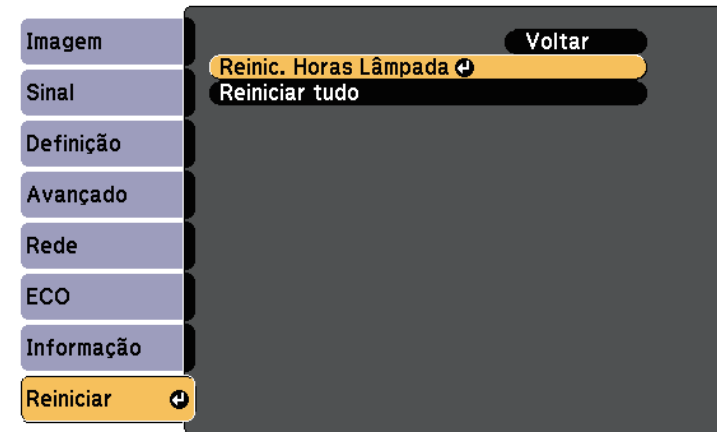 Imagem
Sinal
Definição
Avançado
Rede
ECO
Informação
Reiniciar
Voltar
Reinic. Horas Lâmpada
Reiniciar tudo